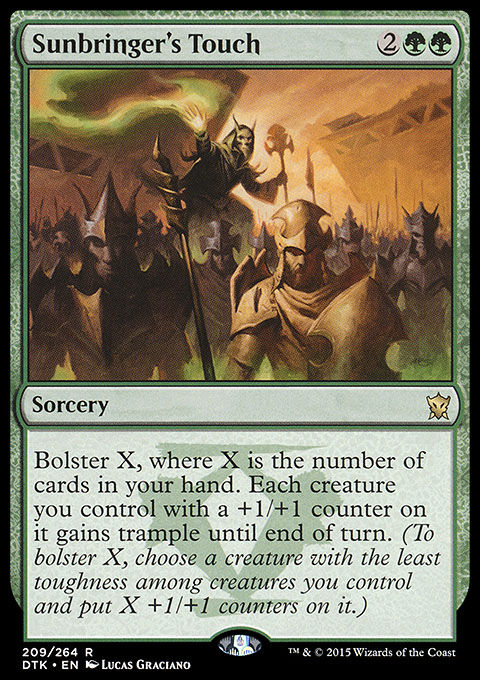 Sunbringer's Touch 2
Sorcery
Bolster X, where X is the number of
cards in your hand. Each creature
you control with a +1/+1 counter on
it gains trample until end of turn. (To
bolster X, choose a creature with the least
toughness among creatures you control
and put X +1/+1 counters on it.)
209/264 R
DTK • EN Lucas Graciano
™ & © 2015 Wizards of the Coast